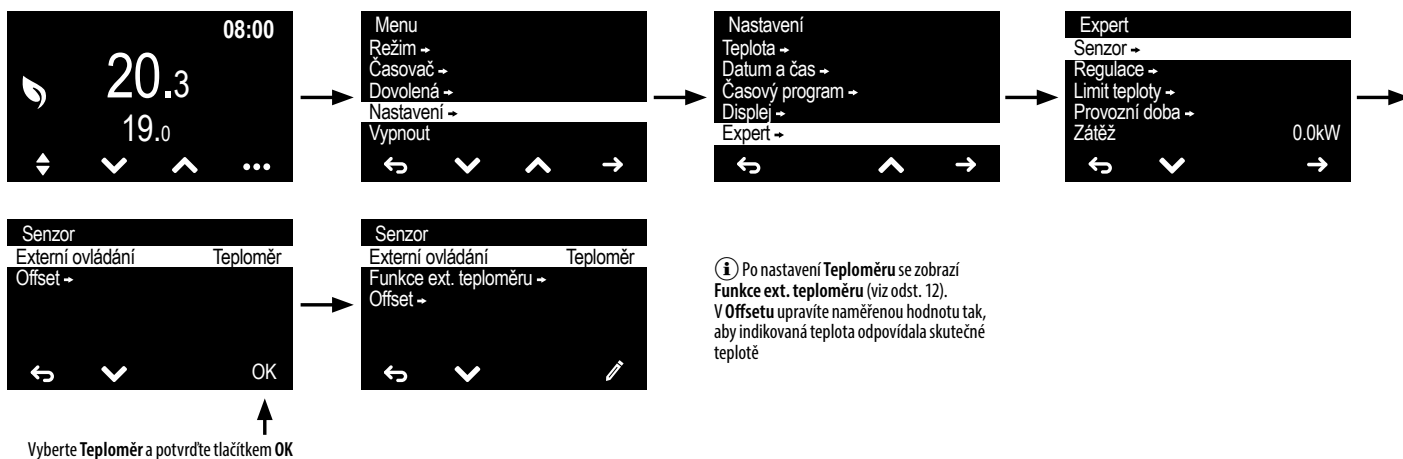 08:00
20.3
19.0
Menu
Režim →
Časovač →
Dovolená →
Nastavení →
Vypnout
Nastavení
Teplota →
Datum a čas →
Časový program →
Displej →
Expert →
Expert
Senzor →
Regulace →
Limit teploty →
Provozní doba →
Zátěž 0.0kW
Senzor
Externí ovládání Teploměr
Offset →
OK
Vyberte Teploměr a potvrďte tlačítkem OK
Senzor
Externí ovládání Teploměr
Funkce ext. teploměru →
Offset →
i Po nastavení Teploměru se zobrazí
Funkce ext. teploměru (viz odst. 12).
V Offsetu upravíte naměřenou hodnotu tak,
aby indikovaná teplota odpovídala skutečné
teplotě